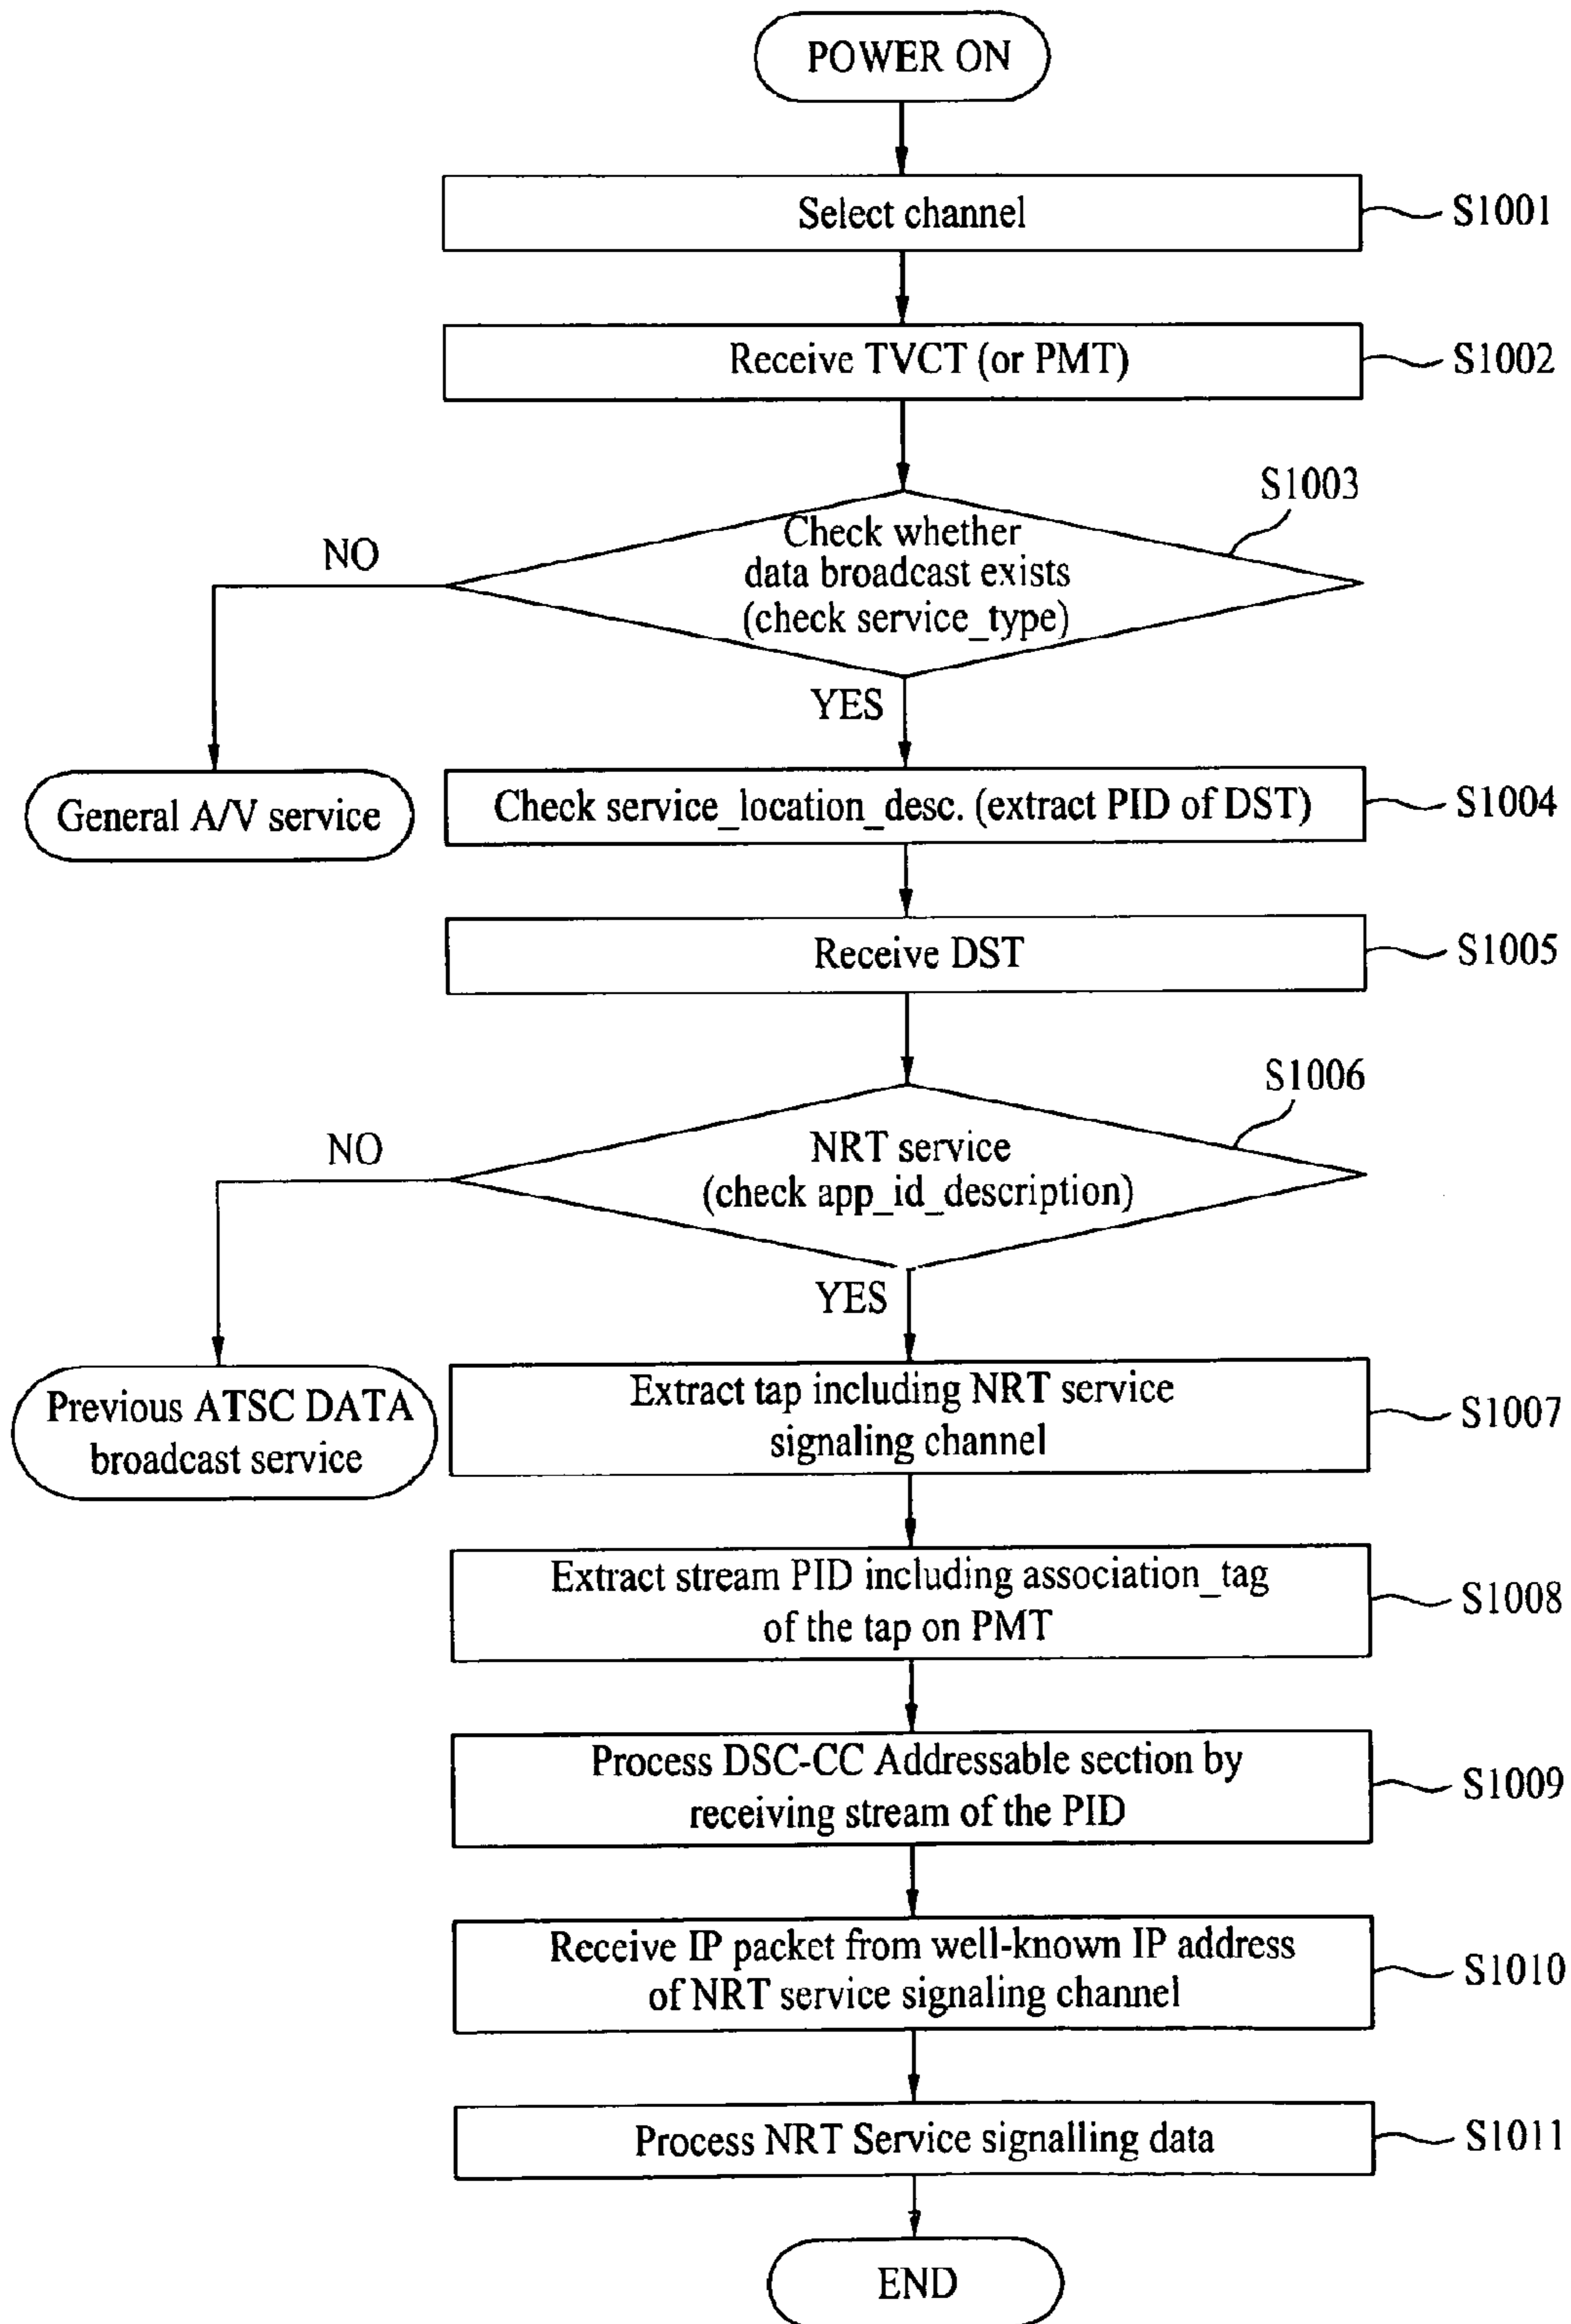 POWER ON
Select channel
S1001
Receive TVCT (or PMT)
S1002
S1003
Check whether
data broadcast exists
(check service_type)
NO
YES
General A/V service
Check service_location_desc. (extract PID of DST)
S1004
Receive DST
S1005
S1006
NRT service
(check app_id_description)
NO
YES
Previous ATSC DATA
broadcast service
Extract tap including NRT service
signaling channel
S1007
Extract stream PID including association_tag
of the tap on PMT
S1008
Process DSC-CC Addressable section by
receiving stream of the PID
S1009
Receive IP packet from well-known IP address
of NRT service signaling channel
S1010
Process NRT Service signalling data
S1011
END